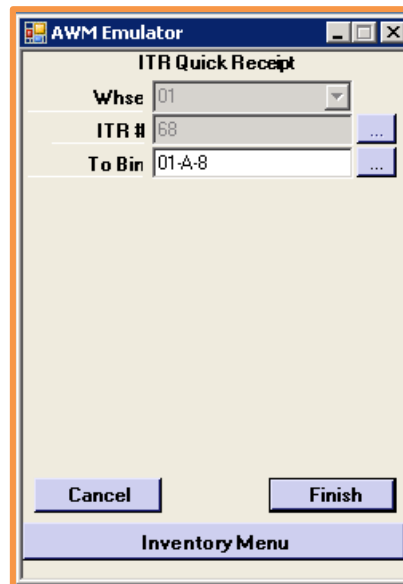 AWM Emulator
ITR Quick Receipt
Whse 01
ITR # 68 ...
To Bin 01-A-8 ...
Cancel Finish
Inventory Menu